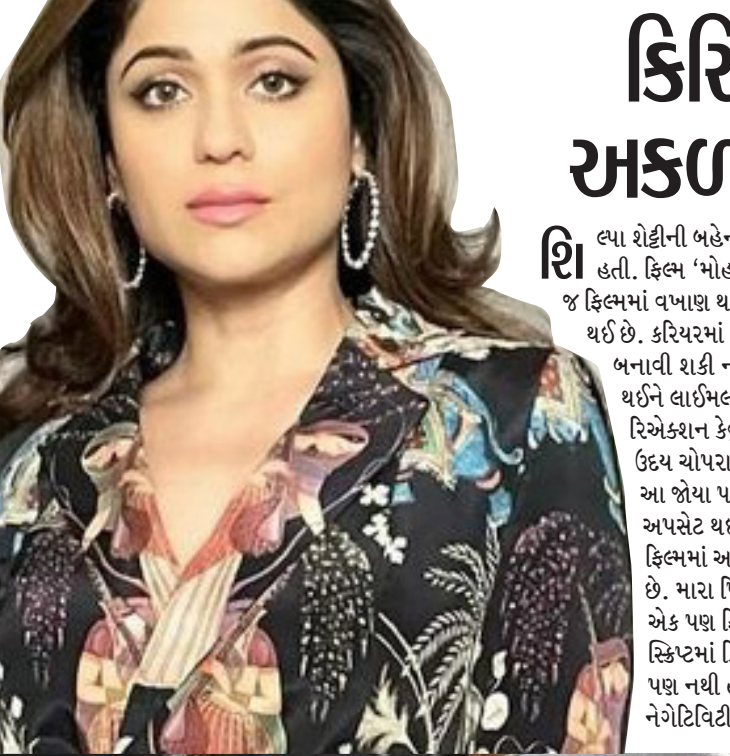 કિરિ
અકળ
શિલ્પા શેટ્ટીની બહેન
હતી. ફિલ્મ ‘મોહ
જ ફિલ્મમાં વખાણ થ
થઈ છે. કરિયરમાં
બનાવી શકી ન
થઈને લાઈમલ
રિએક્શન કેવ
ઉદય ચોપરા
આ જોયા પ
અપસેટ થઈ
ફિલ્મમાં અ
છે. મારા
એક પણ
સ્ક્રિપ્ટમાં
પણ નથી
નેગેટિવિટી